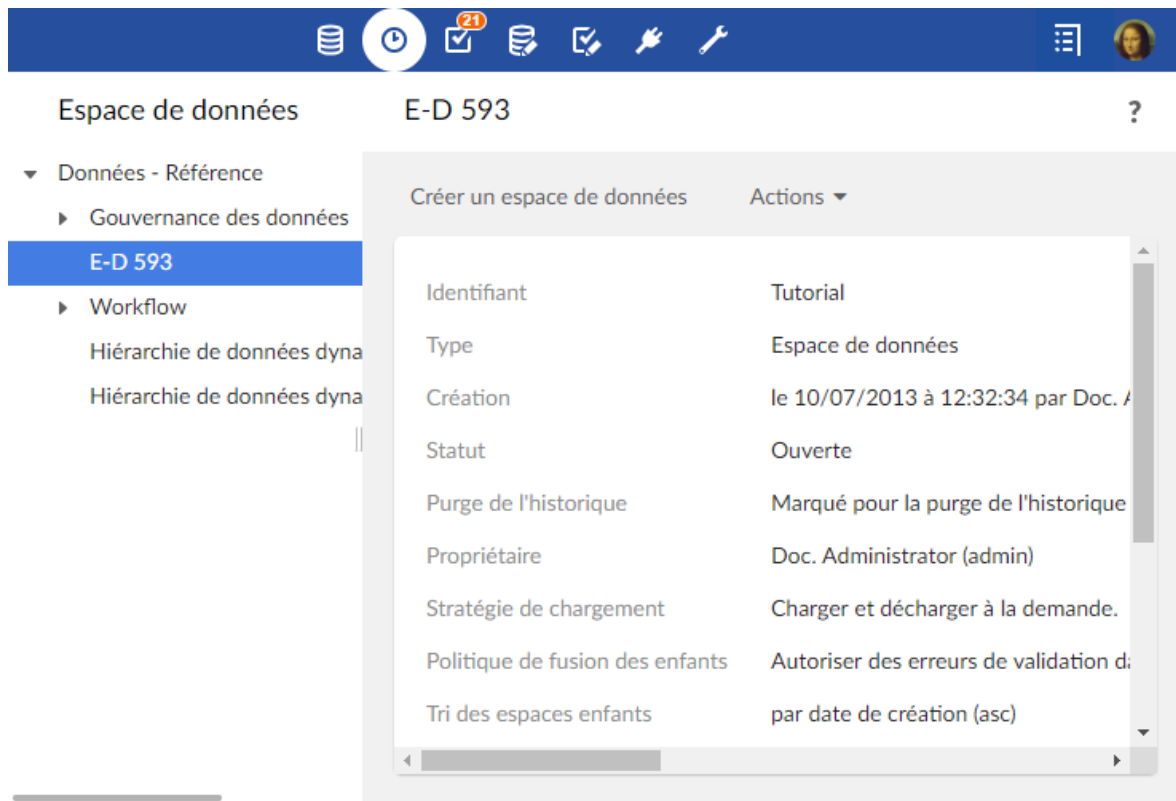 21
Espace de données
E-D 593
?
Données - Référence
Gouvernance des données
E-D 593
Workflow
Hiérarchie de données dyna
Hiérarchie de données dyna
Créer un espace de données Actions
Identifiant Tutorial
Type Espace de données
Création le 10/07/2013 à 12:32:34 par Doc.
Statut Ouverte
Purge de l'historique Marqué pour la purge de l'historique
Propriétaire Doc. Administrator (admin)
Stratégie de chargement Charger et décharger à la demande.
Politique de fusion des enfants Autoriser des erreurs de validation
Tri des espaces enfants par date de création (asc)